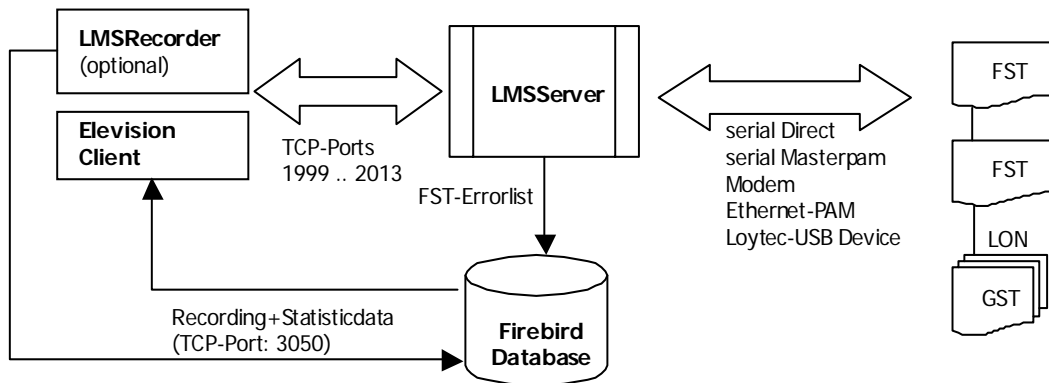 LMSRecorder
(optional)
Elevision
Client
TCP-Ports
1999 .. 2013
LMSServer
FST-Errorlist
serial Direct
serial Masterpam
Modem
Ethernet-PAM
Loytec-USB Device
FST
FST
LON
GST
Recording+Statisticdata
(TCP-Port: 3050)
Firebird
Database